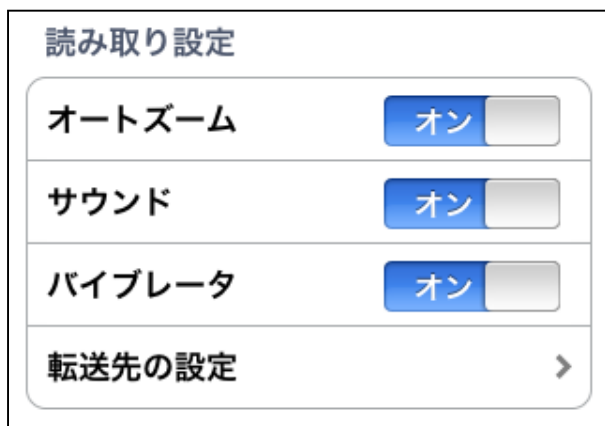 読み取り設定
オートズーム オン
サウンド オン
バイブレータ オン
転送先の設定